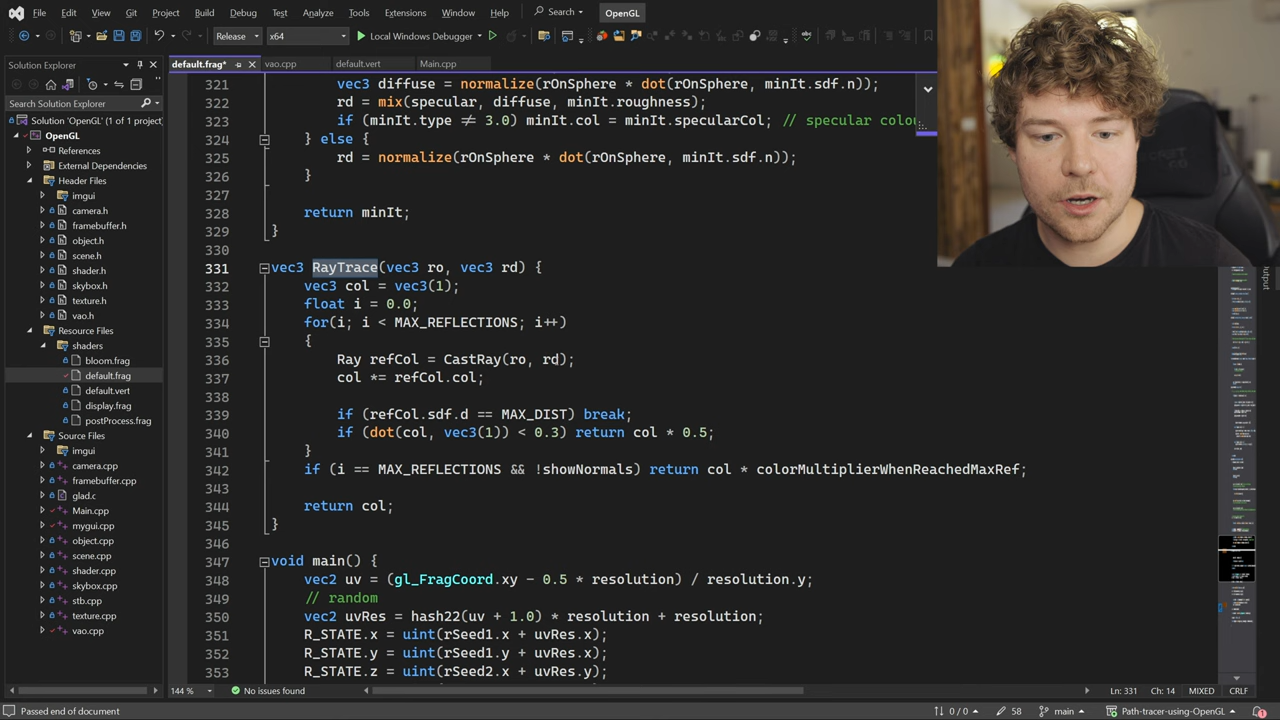 File Edit View Git Project Build Debug Test Analyze Tools Extensions Window Help Search OpenGL
Release x64 Local Windows Debugger
Solution Explorer
default.frag* vao.cpp default.vert Main.cpp
Search Solution Explorer
Solution 'OpenGL' (1 of 1 project)
OpenGL
References
External Dependencies
Header Files
imgui
camera.h
framebuffer.h
object.h
scene.h
shader.h
skybox.h
texture.h
vao.h
Resource Files
shaders
bloom.frag
default.frag
default.vert
display.frag
postProcess.frag
Source Files
imgui
camera.cpp
framebuffer.cpp
glad.c
Main.cpp
mygui.cpp
object.cpp
scene.cpp
shader.cpp
skybox.cpp
stb.cpp
texture.cpp
vao.cpp
321 vec3 diffuse = normalize(rOnSphere * dot(rOnSphere, minIt.sdf.n));
322 rd = mix(specular, diffuse, minIt.roughness);
323 if (minIt.type ≠ 3.0) minIt.col = minIt.specularCol; // specular colou
324 } else {
325 rd = normalize(rOnSphere * dot(rOnSphere, minIt.sdf.n));
326 }
327
328 return minIt;
329 }
330
331 vec3 RayTrace(vec3 ro, vec3 rd) {
332 vec3 col = vec3(1);
333 float i = 0.0;
334 for(i; i < MAX_REFLECTIONS; i++)
335 {
336 Ray refCol = CastRay(ro, rd);
337 col *= refCol.col;
338
339 if (refCol.sdf.d == MAX_DIST) break;
340 if (dot(col, vec3(1)) < ) return col * 0.5;
341 }
342 if (i == MAX_REFLECTIONS && !showNormals) return col * colorMultiplierWhenReachedMaxRef;
343
344 return col;
345 }
346
347 void main() {
348 vec2 uv = (gl_FragCoord.xy - 0.5 * resolution) / resolution.y;
349 // random
350 vec2 uvRes = hash22(uv + * resolution + resolution;
351 R_STATE.x = uint(rSeed1.x + uvRes.x);
352 R_STATE.y = uint(rSeed1.y + uvRes.x);
353 R_STATE.z = uint(rSeed2.x + uvRes.y);
144 % No issues found Ln: 331 Ch: 14 MIXED CRLF
Passed end of document 0 / 0 58 main Path-tracer-using-OpenGL 1